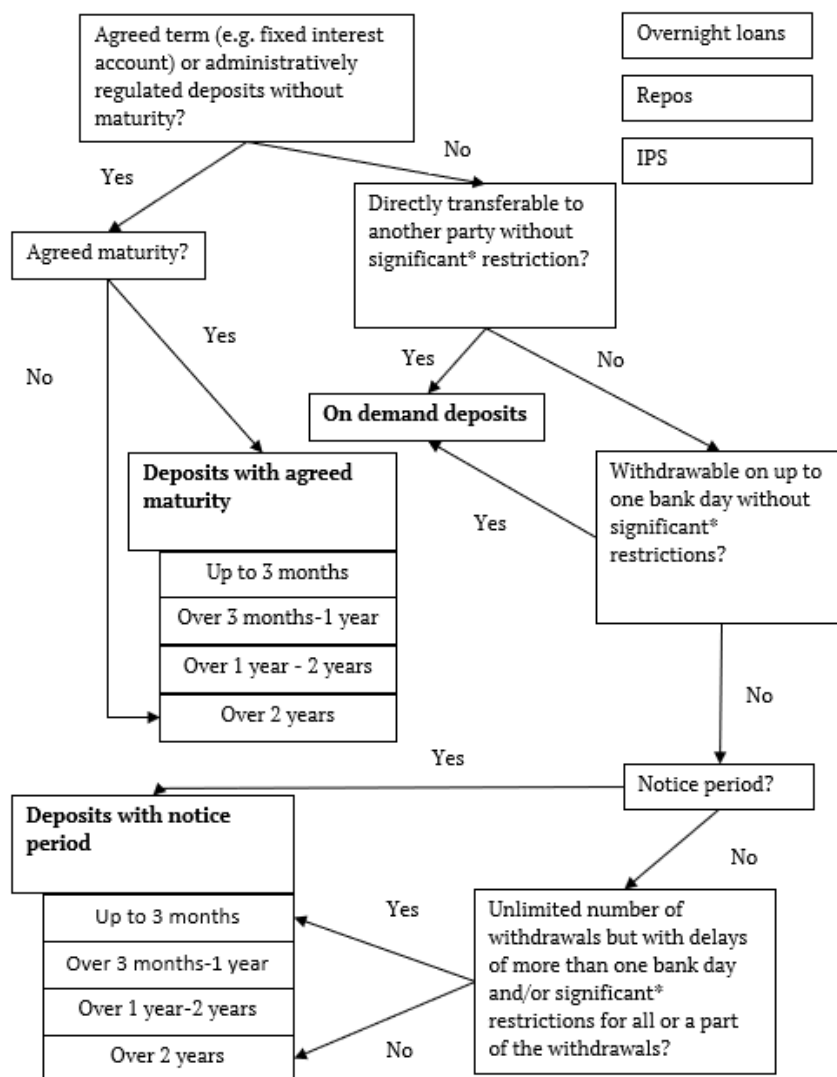 Agreed term (e.g. fixed interest
account) or administratively
regulated deposits without
maturity?
Overnight loans
Repos
IPS
Yes
No
Agreed maturity?
Directly transferable to
another party without
significant* restriction?
No
Yes
Yes
No
On demand deposits
Deposits with agreed
maturity
Up to 3 months
Over 3 months-1 year
Over 1 year - 2 years
Over 2 years
Withdrawable on up to
one bank day without
significant*
restrictions?
Yes
No
Notice period?
Yes
No
Deposits with notice
period
Up to 3 months
Over 3 months-1 year
Over 1 year-2 years
Over 2 years
Yes
No
Unlimited number of
withdrawals but with delays
of more than one bank day
and/or significant*
restrictions for all or a part
of the withdrawals?